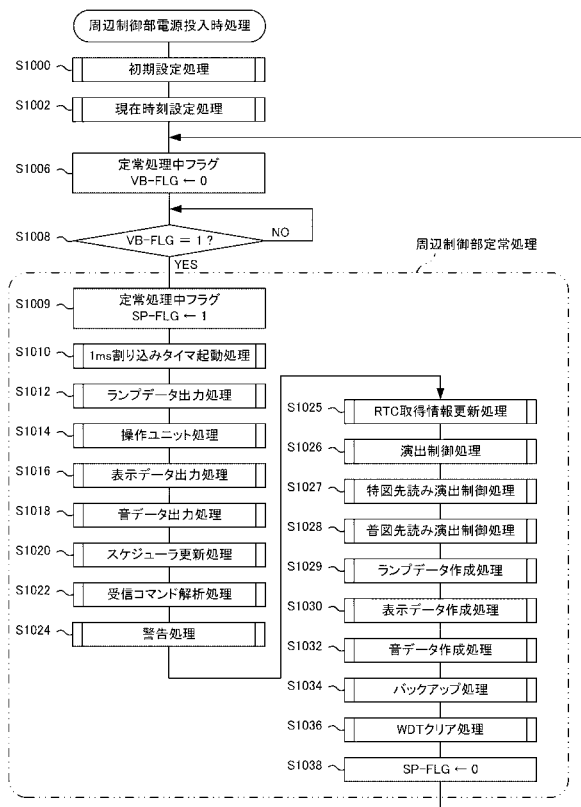 周辺制御部電源投入時処理
S1000 初期設定処理
S1002 現在時刻設定処理
S1006 定常処理中フラグ
VB-FLG ← 0
S1008 VB-FLG = 1 ?
NO
YES
周辺制御部定常処理
S1009 定常処理中フラグ
SP-FLG ← 1
S1010 1ms割り込みタイマ起動処理
S1012 ランプデータ出力処理
S1014 操作ユニット処理
S1016 表示データ出力処理
S1018 音データ出力処理
S1020 スケジューラ更新処理
S1022 受信コマンド解析処理
S1024 警告処理
S1025 RTC取得情報更新処理
S1026 演出制御処理
S1027 特図先読み演出制御処理
S1028 普図先読み演出制御処理
S1029 ランプデータ作成処理
S1030 表示データ作成処理
S1032 音データ作成処理
S1034 バックアップ処理
S1036 WDTクリア処理
S1038 SP-FLG ← 0